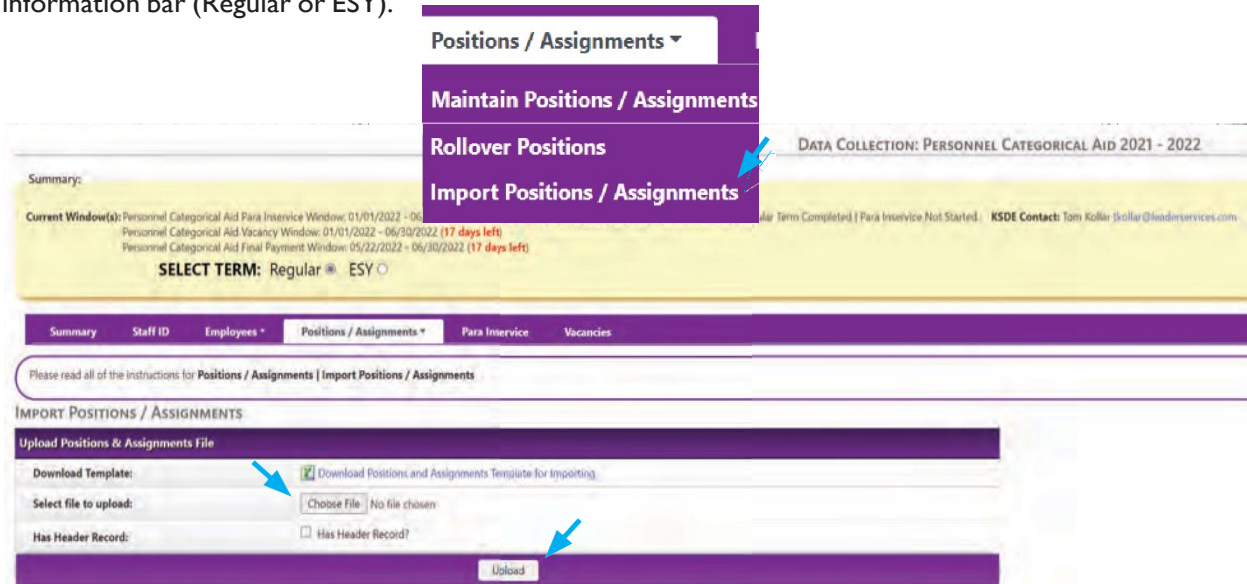 information bar (Regular or ESY).
Positions / Assignments
Maintain Positions / Assignments
Rollover Positions
Import Positions / Assignments
DATA COLLECTION: PERSONNEL CATEGORICAL AID 2021 - 2022
Summary:
Current Window(s): Personnel Categorical Aid Para Inservice Window: 01/01/2022 - 06 Term Completed | Para Inservice Not Started KSDE Contact: Tom Kollar tkollar@leaderservices.com
Personnel Categorical Aid Vacancy Window: 01/01/2022 - 06/30/2022 (17 days left)
Personnel Categorical Aid Final Payment Window: 05/22/2022 - 06/30/2022 (17 days left)
SELECT TERM: Regular ESY
Summary Staff ID Employees Positions / Assignments Para Inservice Vacancies
Please read all of the instructions for Positions / Assignments | Import Positions / Assignments
IMPORT POSITIONS / ASSIGNMENTS
Upload Positions & Assignments File
Download Template: Download Positions and Assignments Template for Importing
Select file to upload: Choose File No file chosen
Has Header Record: Has Header Record?
Upload